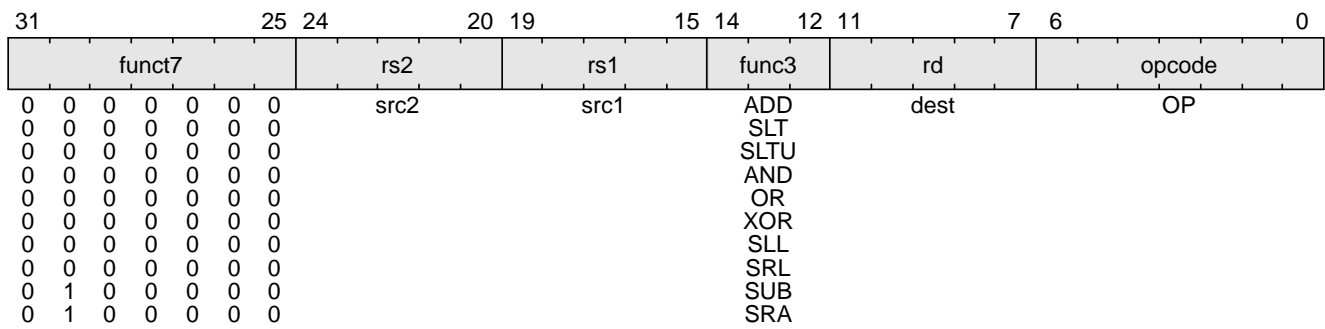 31 25 24 20 19 15 14 12 11 7 6 0
funct7 rs2 rs1 func3 rd opcode
0 0 0 0 0 0 0 src2 src1 ADD dest OP
0 0 0 0 0 0 0 SLT
0 0 0 0 0 0 0 SLTU
0 0 0 0 0 0 0 AND
0 0 0 0 0 0 0 OR
0 0 0 0 0 0 0 XOR
0 0 0 0 0 0 0 SLL
0 0 0 0 0 0 0 SRL
0 1 0 0 0 0 0 SUB
0 1 0 0 0 0 0 SRA